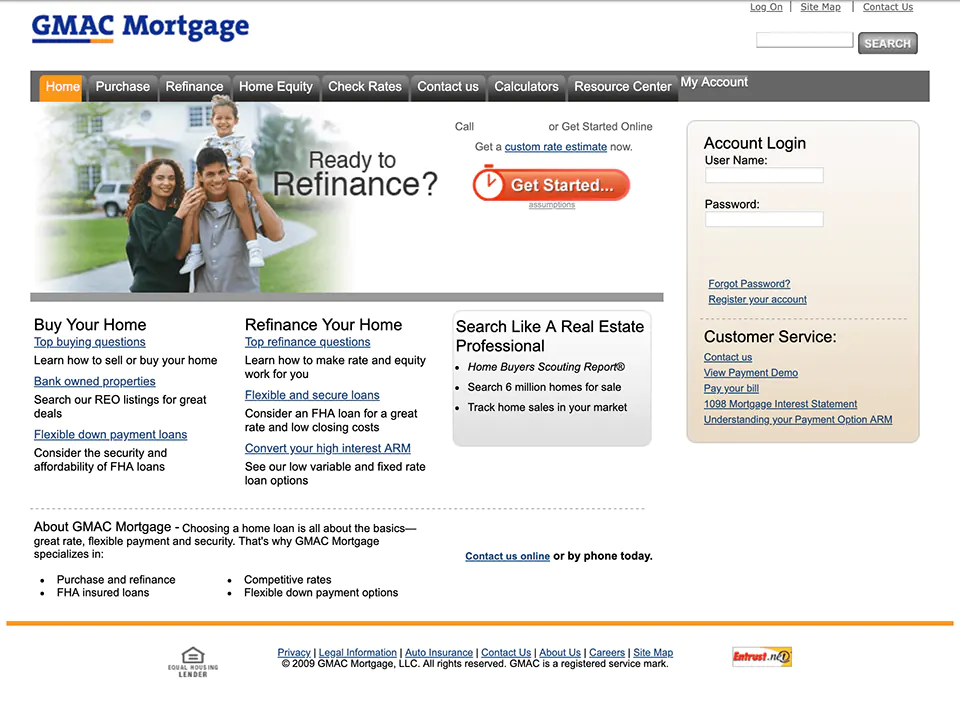 Log On | Site Map | Contact Us
GMAC Mortgage
SEARCH
Home Purchase Refinance Home Equity Check Rates Contact us Calculators Resource Center My Account
Ready to
Refinance?
Call or Get Started Online
Get a custom rate estimate now.
Get Started...
assumptions
Account Login
User Name:
Password:
Forgot Password?
Register your account
Customer Service:
Contact us
View Payment Demo
Pay your bill
1098 Mortgage Interest Statement
Understanding your Payment Option ARM
Buy Your Home
Top buying questions
Learn how to sell or buy your home
Bank owned properties
Search our REO listings for great
deals
Flexible down payment loans
Consider the security and
affordability of FHA loans
Refinance Your Home
Top refinance questions
Learn how to make rate and equity
work for you
Flexible and secure loans
Consider an FHA loan for a great
rate and low closing costs
Convert your high interest ARM
See our low variable and fixed rate
loan options
Search Like A Real Estate
Professional
• Home Buyers Scouting Report®
• Search 6 million homes for sale
• Track home sales in your market
About GMAC Mortgage - Choosing a home loan is all about the basics—
great rate, flexible payment and security. That's why GMAC Mortgage
specializes in:
• Purchase and refinance
• FHA insured loans
• Competitive rates
• Flexible down payment options
Contact us online or by phone today.
EQUAL HOUSING
LENDER
Privacy | Legal Information | Auto Insurance | Contact Us | About Us | Careers | Site Map
© 2009 GMAC Mortgage, LLC. All rights reserved. GMAC is a registered service mark.
Entrust.net